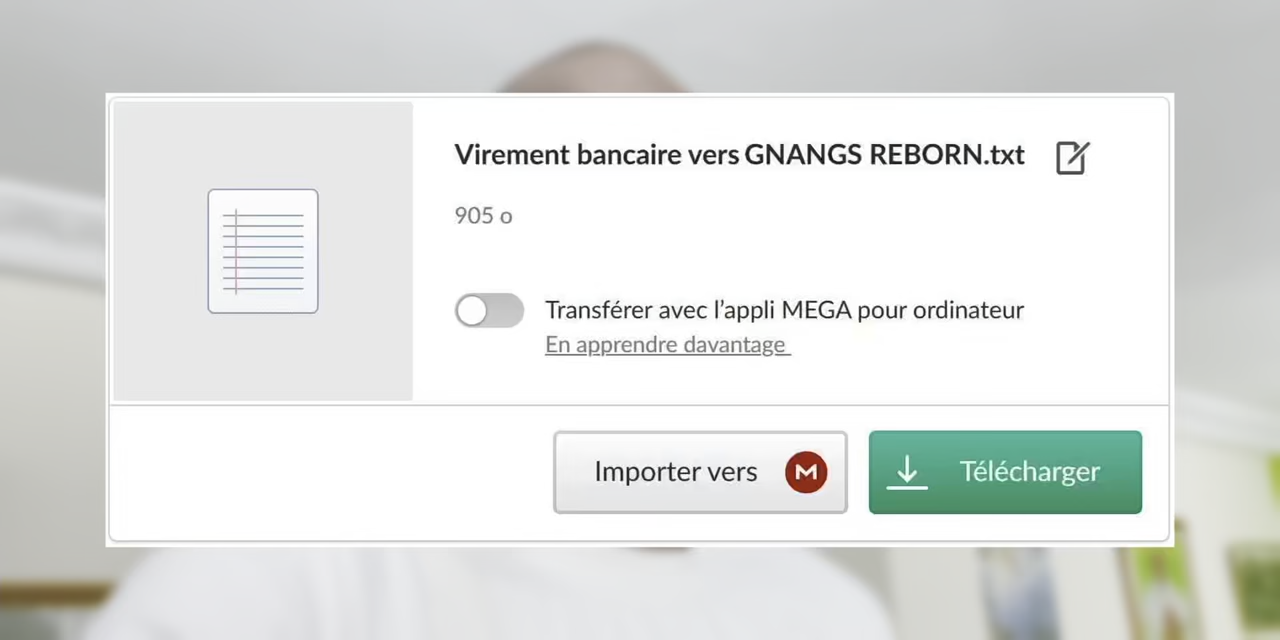 Virement bancaire vers GNANGS REBORN.txt
905 o
Transférer avec l’appli MEGA pour ordinateur
En apprendre davantage
Importer vers M
Télécharger